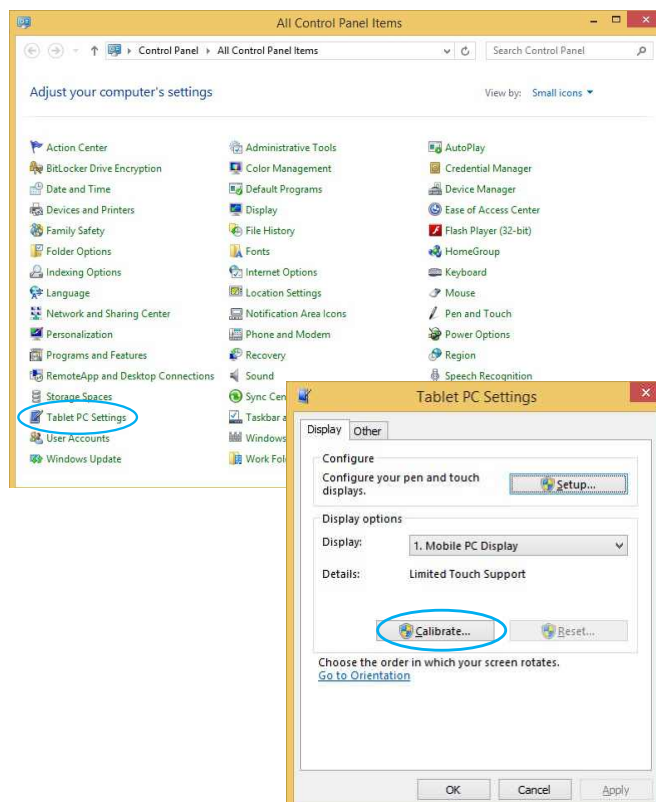 All Control Panel Items
Control Panel
All Control Panel Items
Search Control Panel
Adjust your computer's settings
View by: Small icons
Action Center
Administrative Tools
AutoPlay
BitLocker Drive Encryption
Color Management
Credential Manager
Date and Time
Default Programs
Device Manager
Devices and Printers
Display
Ease of Access Center
Family Safety
File History
Flash Player (32-bit)
Folder Options
Fonts
HomeGroup
Indexing Options
Internet Options
Keyboard
Language
Location Settings
Mouse
Network and Sharing Center
Notification Area Icons
Pen and Touch
Personalization
Phone and Modem
Power Options
Programs and Features
Recovery
Region
RemoteApp and Desktop Connections
Sound
Speech Recognition
Storage Spaces
Sync Cen
Tablet PC Settings
Taskbar a
User Accounts
Windows
Windows Update
Work Fol
Tablet PC Settings
Display
Other
Configure
Configure your pen and touch
displays.
Setup...
Display options
Display:
1. Mobile PC Display
Details:
Limited Touch Support
Calibrate...
Reset...
Choose the order in which your screen rotates.
Go to Orientation
OK
Cancel
Apply